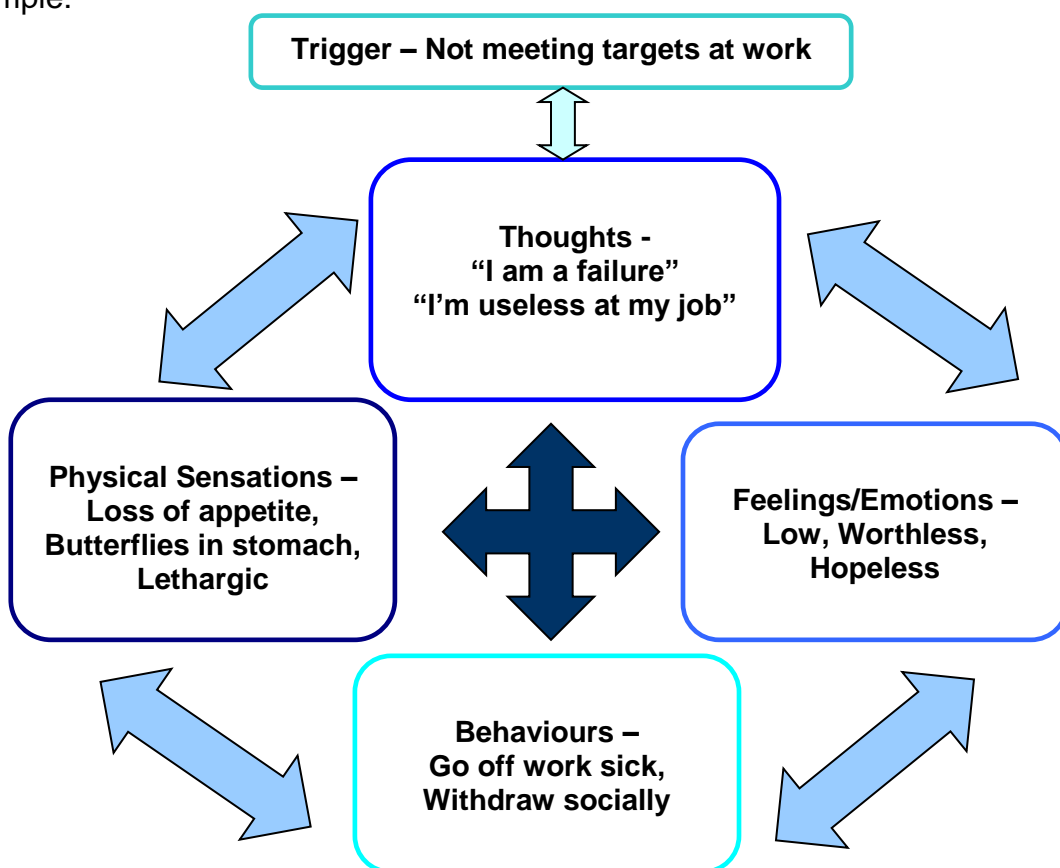 mple:
Trigger – Not meeting targets at work
Thoughts -
“I am a failure”
“I’m useless at my job”
Physical Sensations –
Loss of appetite,
Butterflies in stomach,
Lethargic
Feelings/Emotions –
Low, Worthless,
Hopeless
Behaviours –
Go off work sick,
Withdraw socially